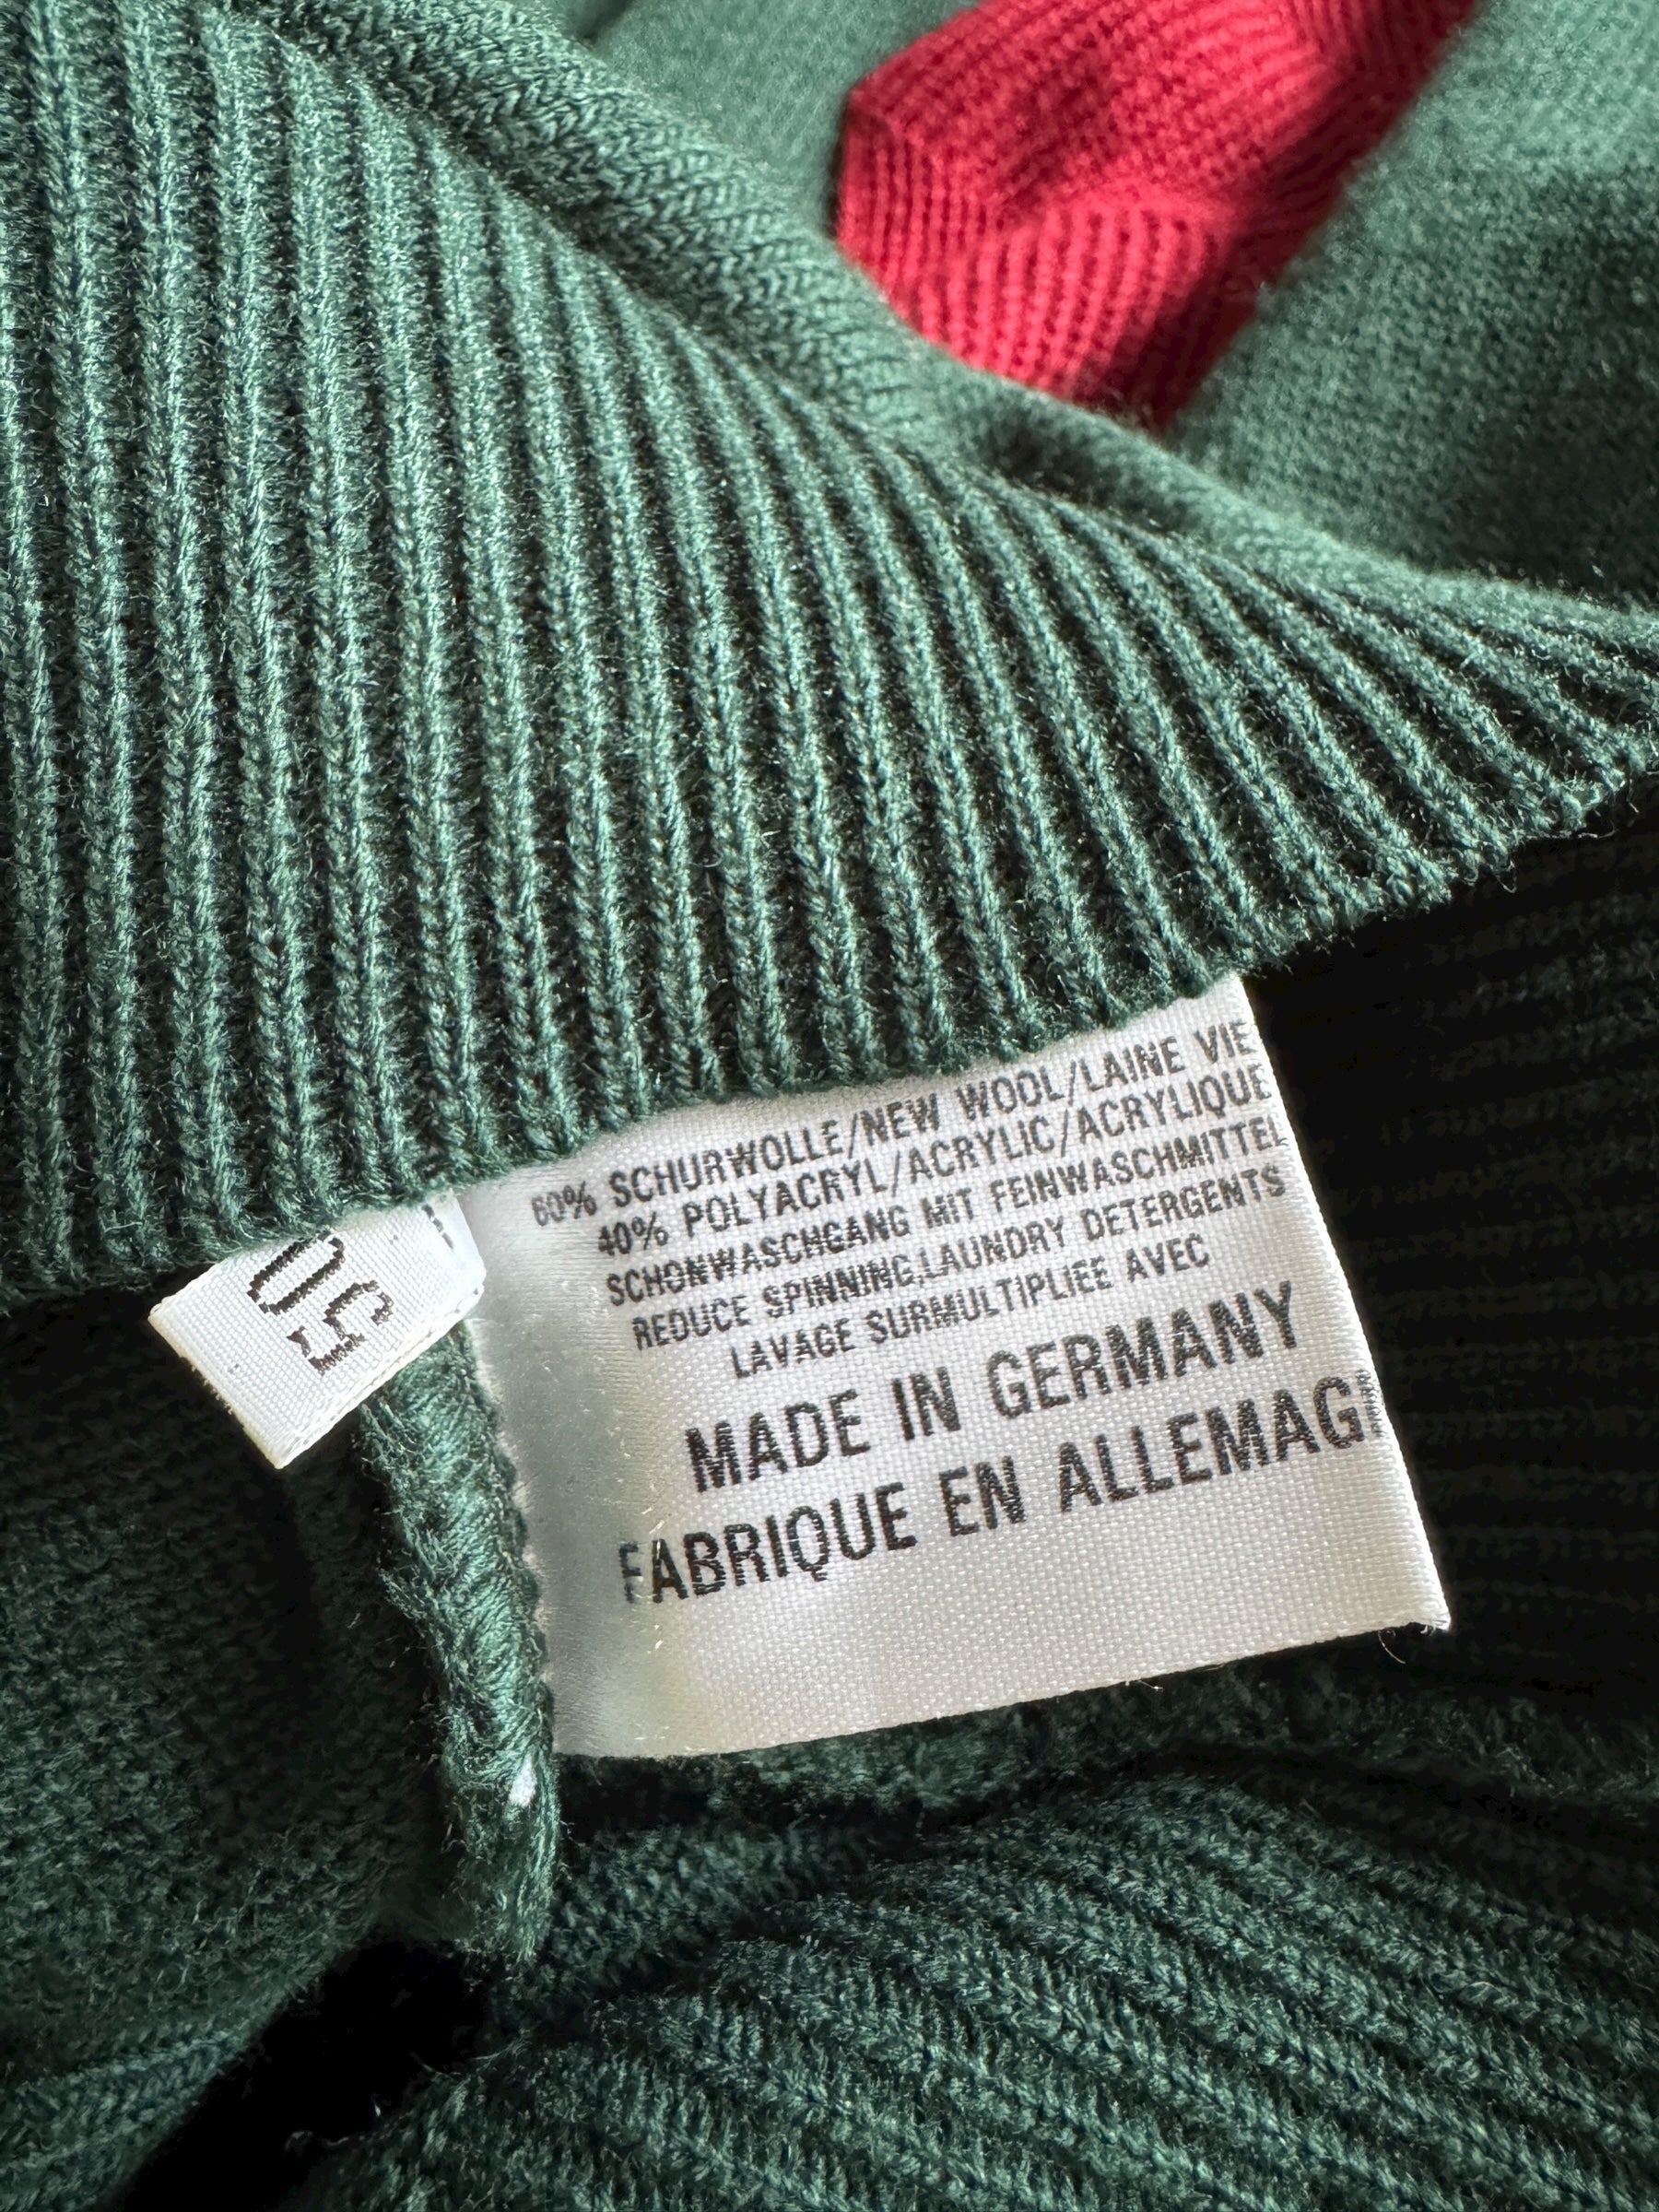 60% SCHURWOLLE/NEW WOOL/LAINE VIE
40% POLYACRYL/ACRYLIC/ACRYLIQUE
SCHONWASCHGANG MIT FEINWASCHMITTEL
REDUCE SPINNING,LAUNDRY DETERGENTS
LAVAGE SURMULTIPLIEE AVEC
MADE IN GERMANY
FABRIQUE EN ALLEMAG
50